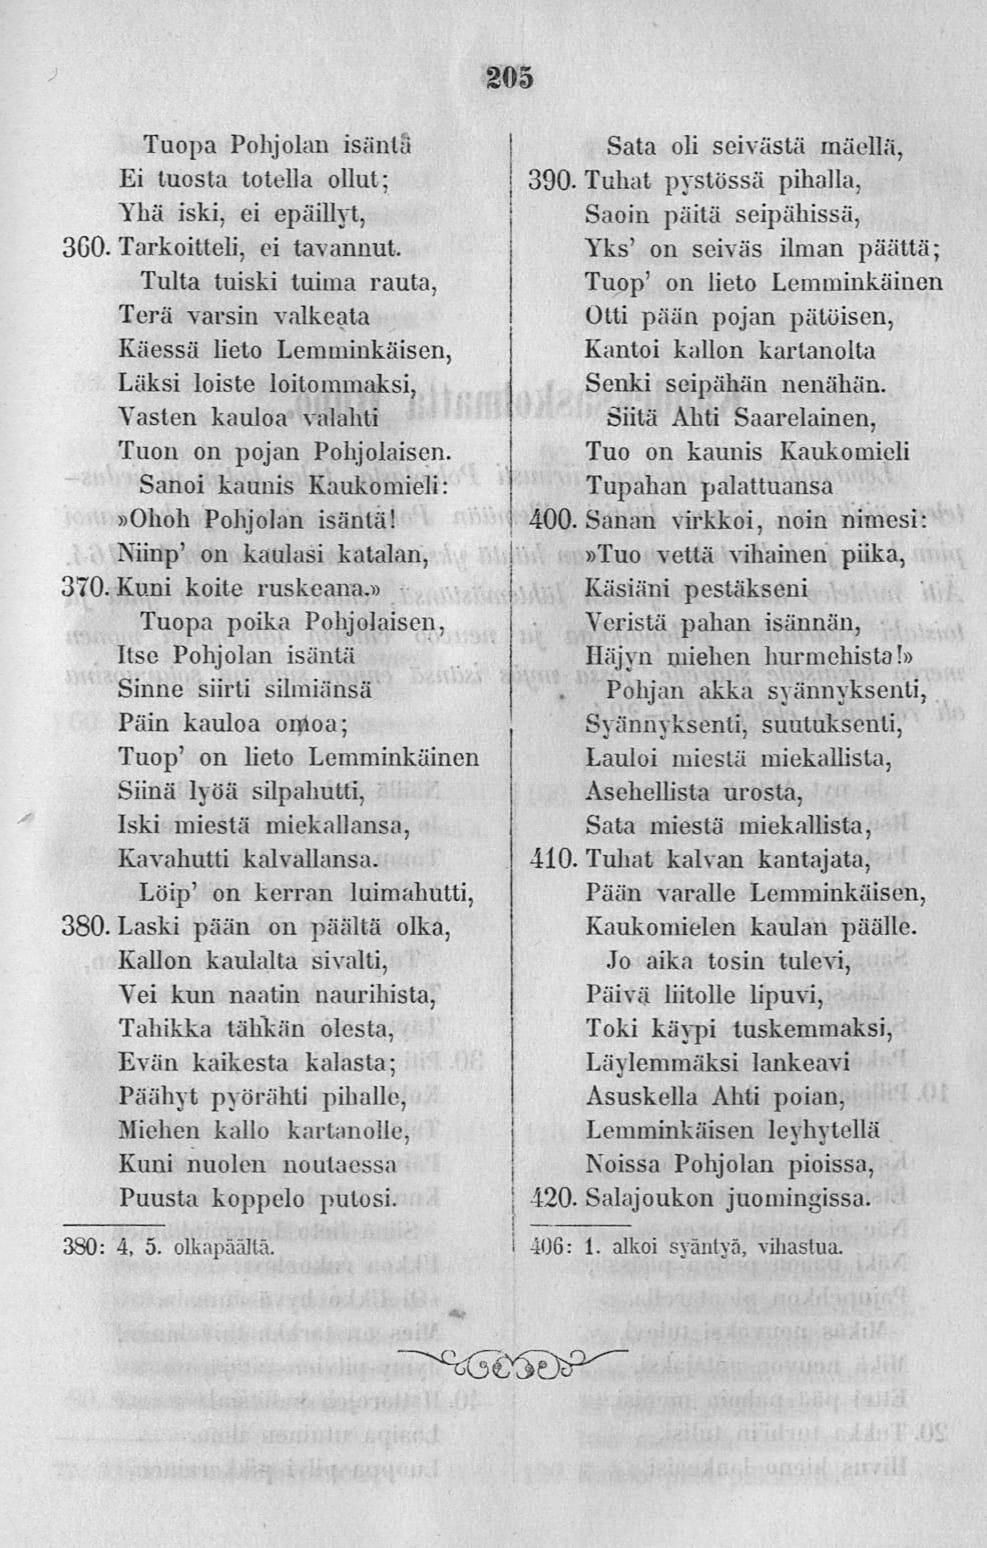 205
Tuopa Pohjolan isäntä
Ei tuosta totella ollut;
Yhä iski, ei epäillyt,
360. Tarkoitteli, ei tavannut.
Tulta tuiski tuima rauta,
Terä varsin valkeata
Käessä lieto Lemminkäisen,
Läksi loiste loitommaksi,
Vasten kauloa valahti
Tuon on pojan Pohjolaisen.
Sanoi kaunis Kaukomieli:
»Ohoh Pohjolan isäntä!
Niinp' on kaulasi katalan,
370. Kuni koite ruskeana.»
Tuopa poika Pohjolaisen,
Itse Pohjolan isäntä
Sinne siirti silmiänsä
Päin kauloa omoa;
Tuop' on lieto Lemminkäinen
Siinä lyöä silpahutti,
Iski miestä miekallansa,
Kavahutti kalvallansa.
Löip' on kerran luimahutti,
380. Laski pään on päältä olka,
Kallon kaulalta sivalti,
Vei kun naatin naurihista,
Tahikka tähkän olesta,
Evän kaikesta kalasta;
Päähyt pyörähti pihalle,
Miehen kallo kartanolle,
Kuni nuolen noutaessa
Puusta koppelo putosi.
380: 4, 5. olkapäältä.
Sata oli seivästä mäellä,
390. Tuhat pystössä pihalla,
Saoin päitä seipähissä,
Yks' on seiväs ilman päättä;
Tuop' on lieto Lemminkäinen
Otti pään pojan pätöisen,
Kantoi kallon kartanolta
Senki seipähän nenähän.
Siitä Ahti Saarelainen,
Tuo on kaunis Kaukomieli
Tupahan palattuansa
400. Sanan virkkoi, noin nimesi:
»Tuo vettä vihainen piika,
Käsiäni pestäkseni
Veristä pahan isännän,
Häjyn miehen hurmehista!»
Pohjan akka syännyksenti,
Syännyksenti, suutuksenti,
Lauloi miestä miekallista,
Asehellista urosta,
Sata miestä miekallista,
410. Tuhat kalvan kantajata,
Pään varalle Lemminkäisen,
Kaukomielen kaulan päälle.
Jo aika tosin tulevi,
Päivä liitolle lipuvi,
Toki käypi tuskemmaksi,
Läylemmäksi lankeavi
Asuskella Ahti poian,
Lemminkäisen leyhytellä
Noissa Pohjolan pioissa,
420. Salajoukon juomingissa.
406: 1. alkoi syäntyä, vihastua.